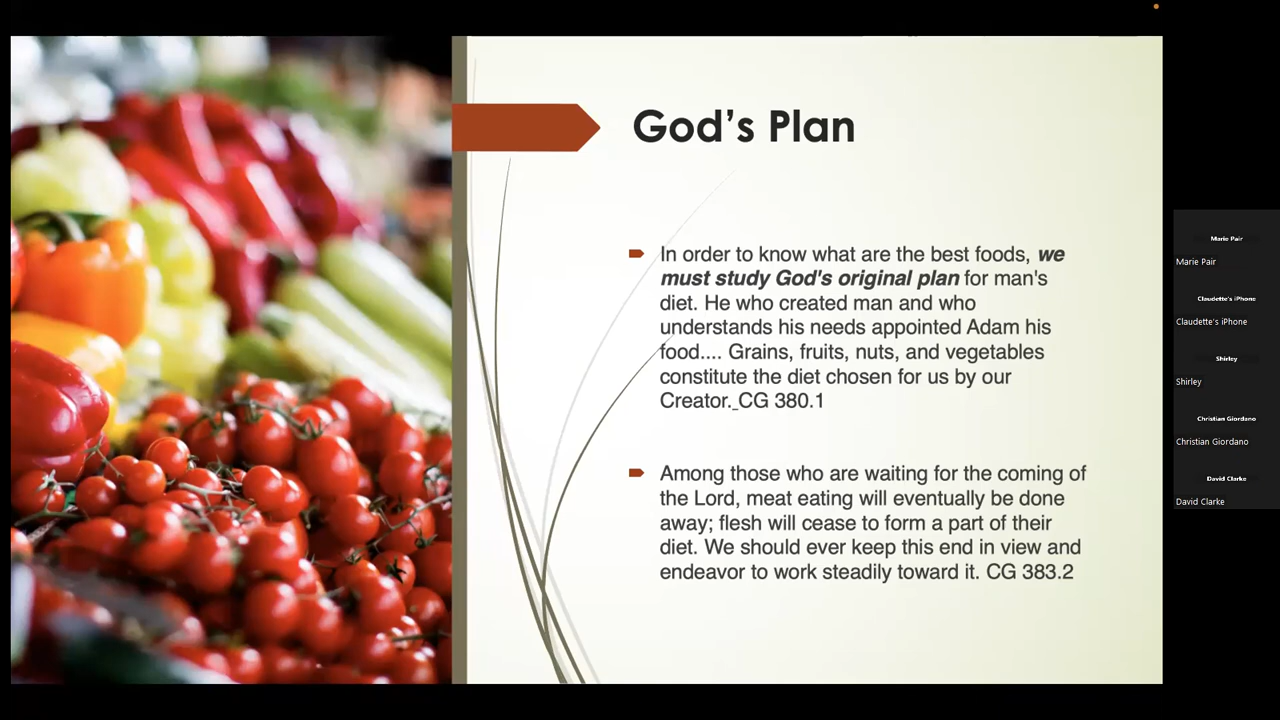 God's Plan
In order to know what are the best foods, we
must study God's original plan for man's
diet. He who created man and who
understands his needs appointed Adam his
food.... Grains, fruits, nuts, and vegetables
constitute the diet chosen for us by our
Creator. CG 380.1
Among those who are waiting for the coming of
the Lord, meat eating will eventually be done
away; flesh will cease to form a part of their
diet. We should ever keep this end in view and
endeavor to work steadily toward it. CG 383.2
Marie Pair
Marie Pair
Claudette's iPhone
Claudette's iPhone
Shirley
Shirley
Christian Giordano
Christian Giordano
David Clarke
David Clarke